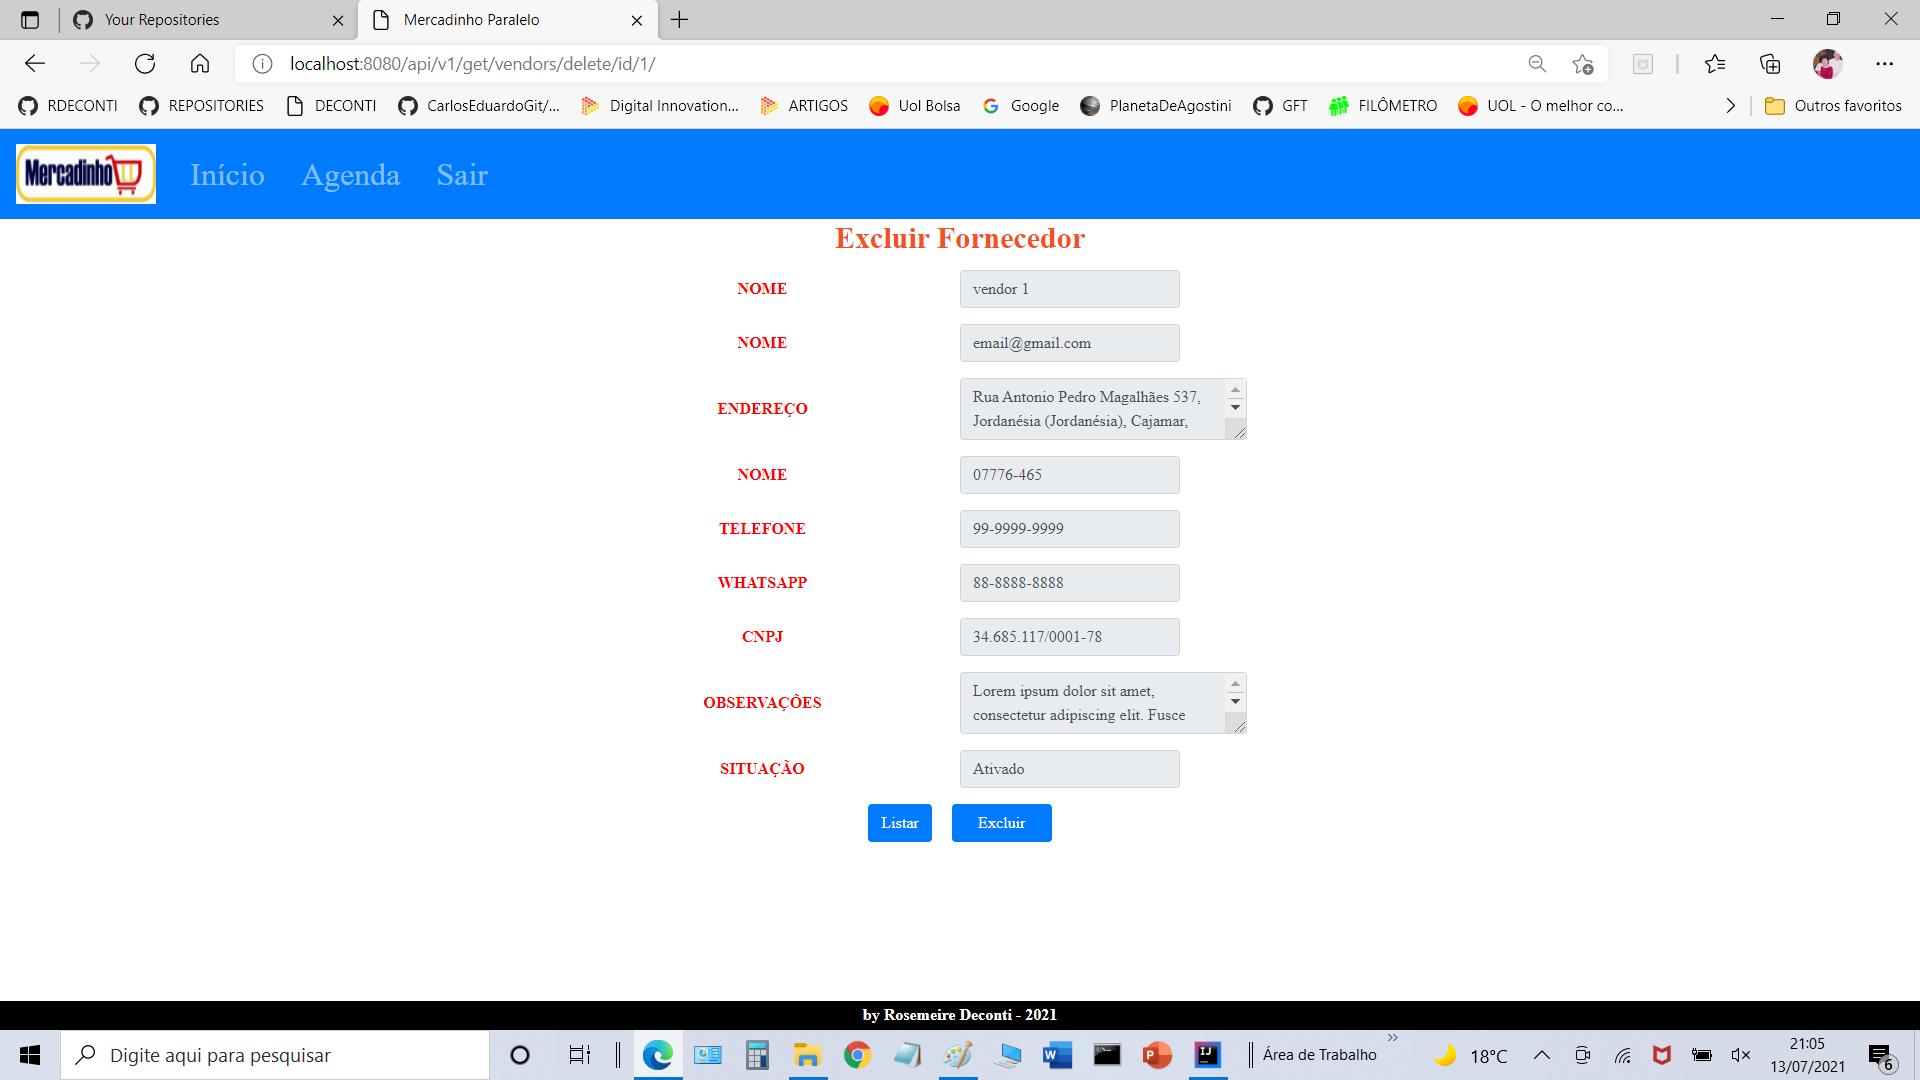 Your Repositories
Mercadinho Paralelo
localhost:8080/api/v1/get/vendors/delete/id/1/
RDECONTI REPOSITORIES DECONTI CarlosEduardoGit/... Digital Innovation... ARTIGOS Uol Bolsa Google PlanetaDeAgostini GFT FILÔMETRO UOL - O melhor co... Outros favoritos
Mercadinho Início Agenda Sair
Excluir Fornecedor
NOME vendor 1
NOME email@gmail.com
ENDEREÇO Rua Antonio Pedro Magalhães 537,
Jordanésia (Jordanésia), Cajamar,
NOME 07776-465
TELEFONE 99-9999-9999
WHATSAPP 88-8888-8888
CNPJ 34.685.117/0001-78
OBSERVAÇÕES Lorem ipsum dolor sit amet,
consectetur adipiscing elit. Fusce
SITUAÇÃO Ativado
Listar Excluir
by Rosemeire Deconti - 2021
Digite aqui para pesquisar
Área de Trabalho
18°C
21:05
13/07/2021
6